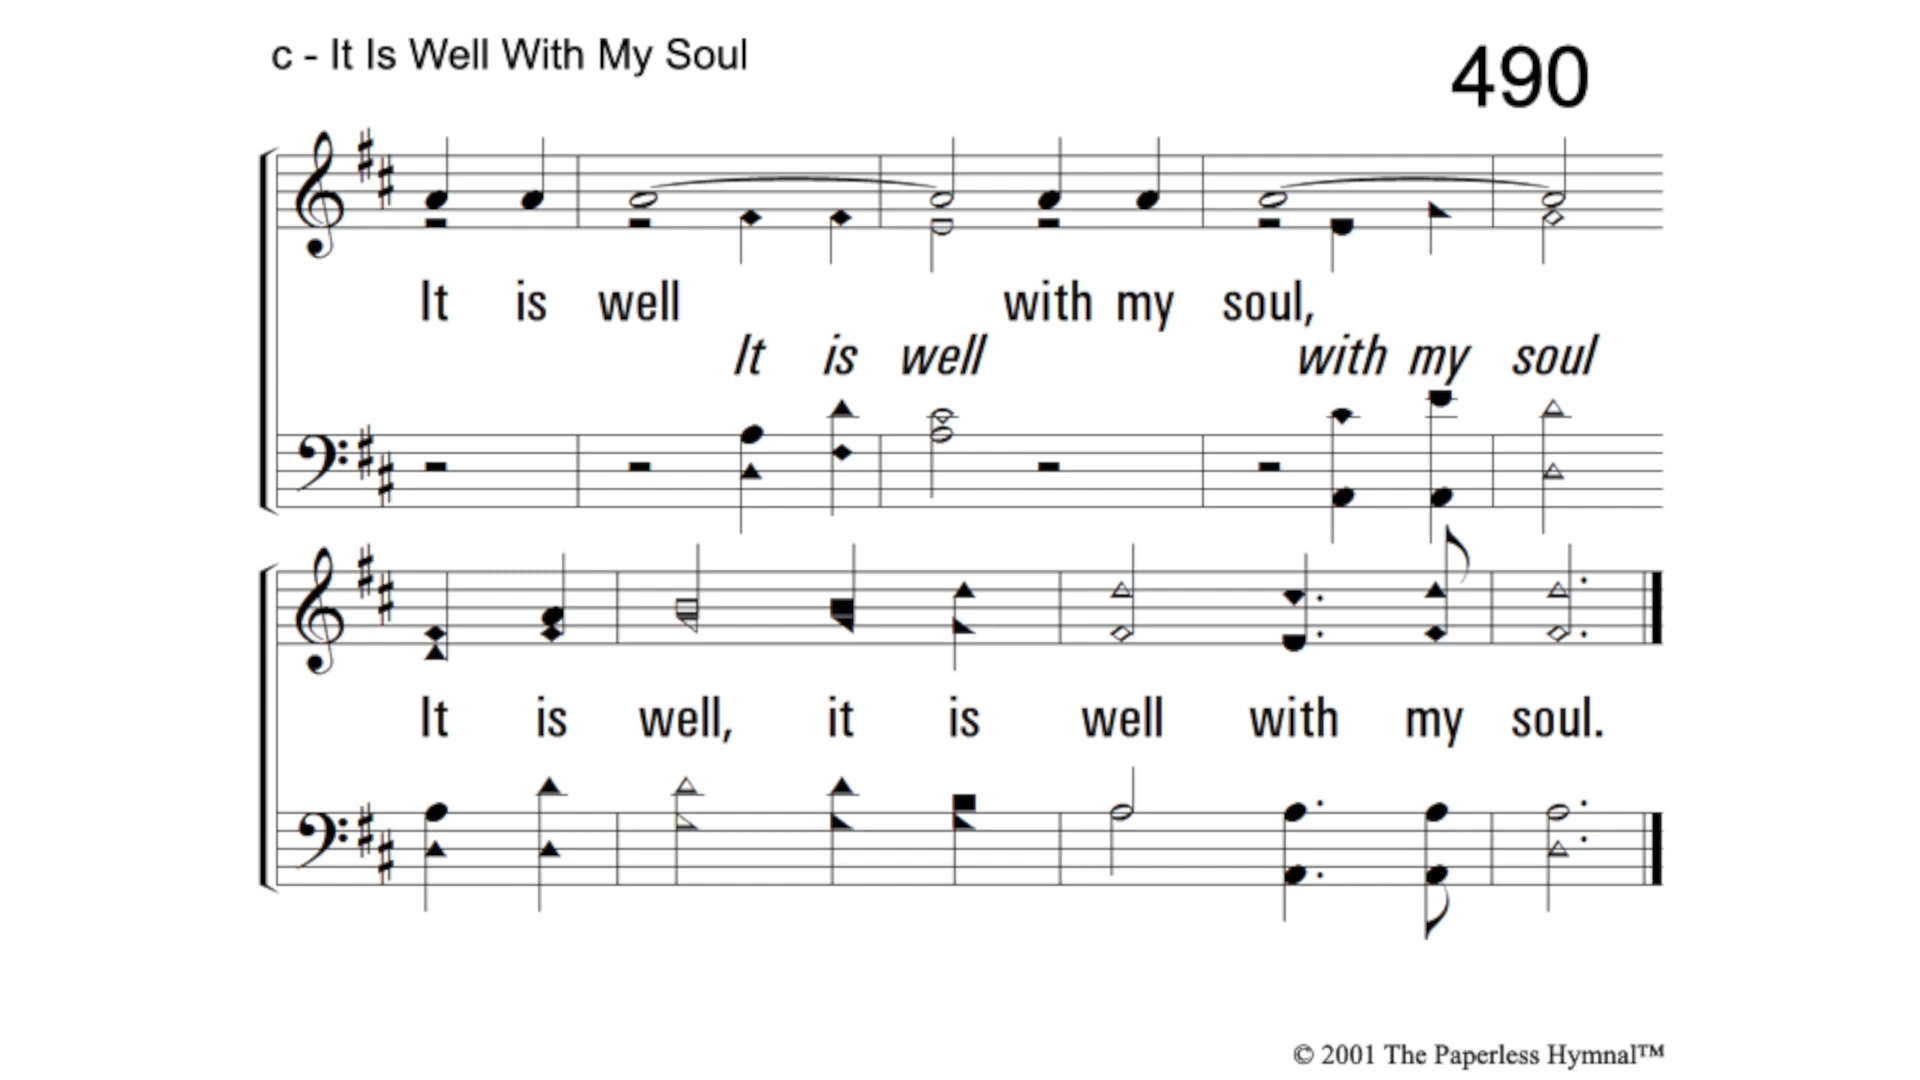 c - It Is Well With My Soul
490
It is well with my soul,
It is well with my soul
It is well, it is well with my soul.
© 2001 The Paperless Hymnal™